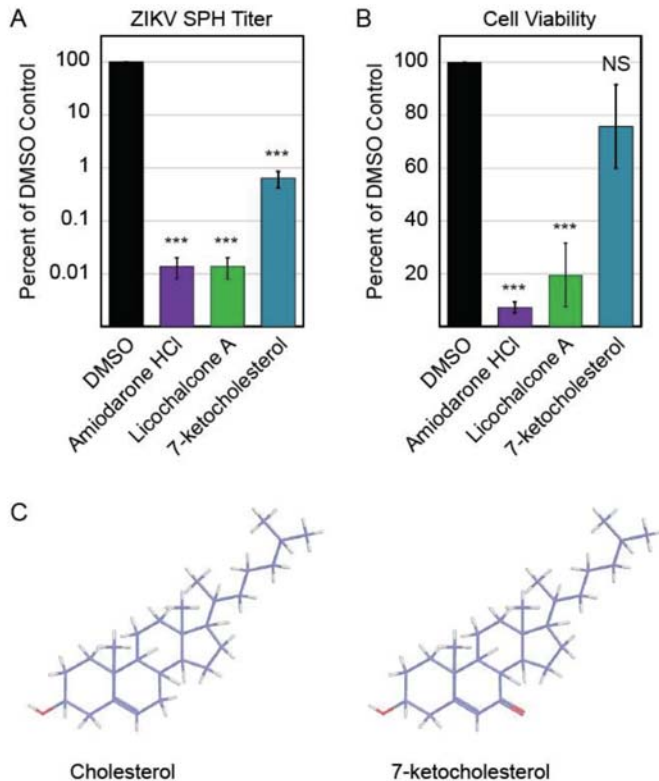 A
ZIKV SPH Titer
Percent of DMSO Control
100
10
1
0.1
0.01
***
***
***
DMSO
Amiodarone HCl
Licochalcone A
7-ketocholesterol
B
Cell Viability
Percent of DMSO Control
100
80
60
40
20
***
***
NS
DMSO
Amiodarone HCl
Licochalcone A
7-ketocholesterol
C
Cholesterol
7-ketocholesterol